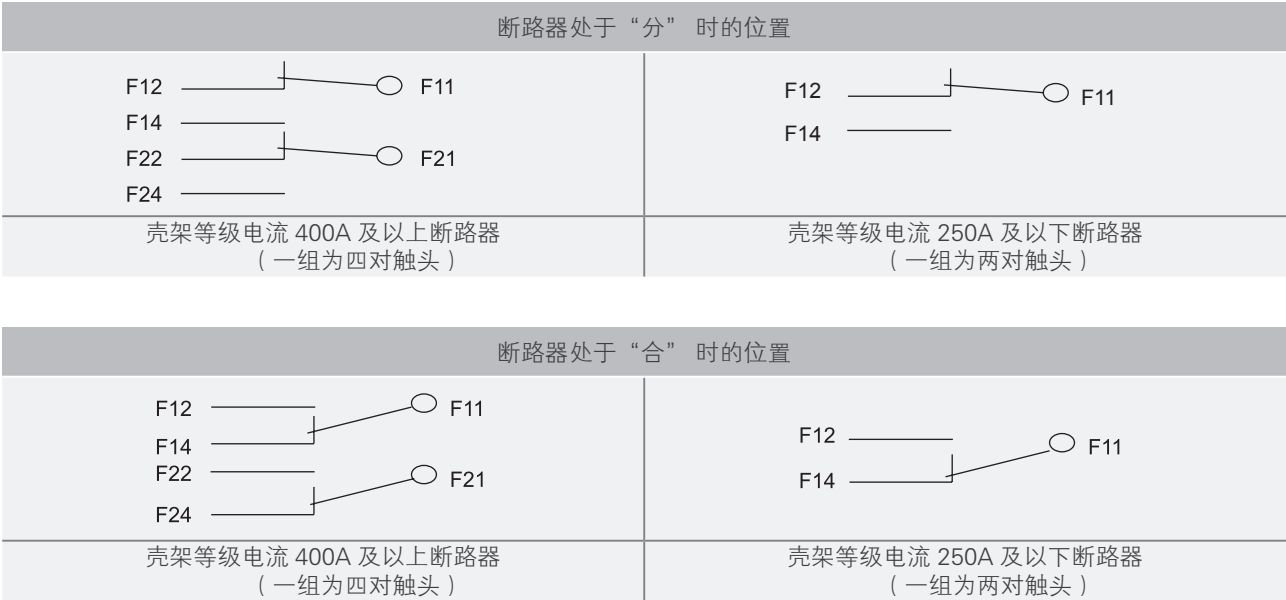 断路器处于“分” 时的位置
F12 F11
F14
F22 F21
F24
F12 F11
F14
壳架等级电流 400A 及以上断路器
（一组为四对触头）
壳架等级电流 250A 及以下断路器
（一组为两对触头）
断路器处于“合” 时的位置
F12 F11
F14
F22 F21
F24
F12 F11
F14
壳架等级电流 400A 及以上断路器
（一组为四对触头）
壳架等级电流 250A 及以下断路器
（一组为两对触头）